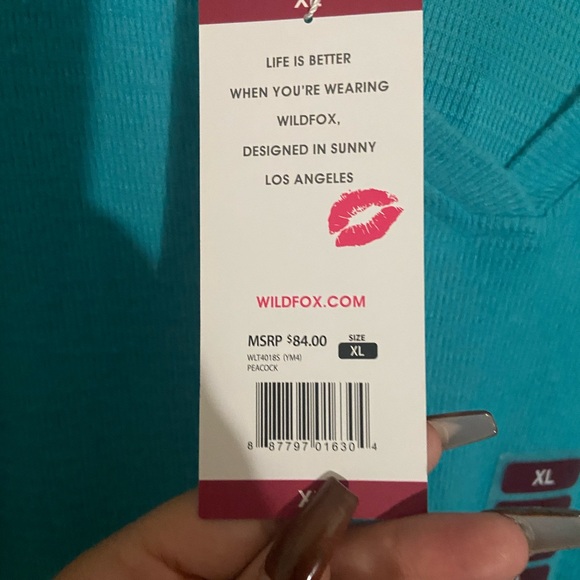 LIFE IS BETTER
WHEN YOU'RE WEARING
WILDFOX,
DESIGNED IN SUNNY
LOS ANGELES
WILDFOX.COM
MSRP $84.00
SIZE
XL
WLT4018S (YM4)
PEACOCK
8 87797 01630 4
XL